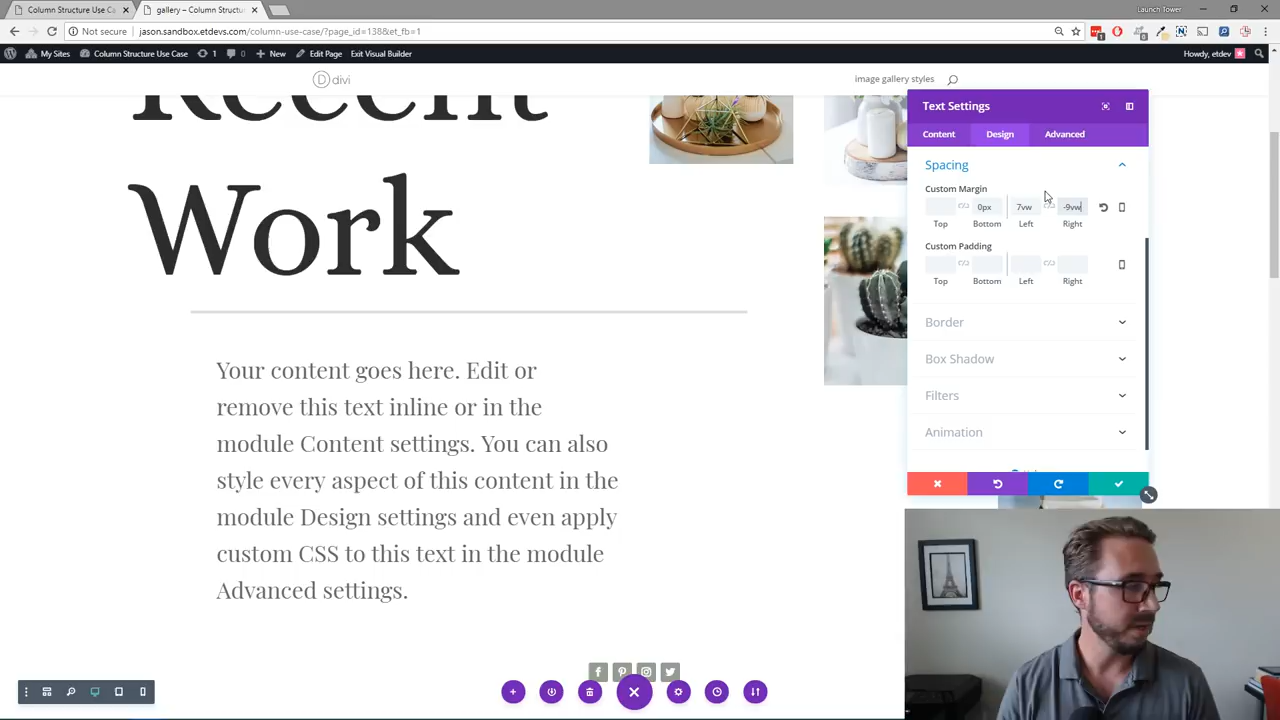 Column Structure Use Ca
gallery – Column Structu
Launch Tower
Not secure
jason.sandbox.etdevs.com/column-use-case/?page_id=138&et_fb=1
My Sites
Column Structure Use Case
1
0
New
Edit Page
Exit Visual Builder
Howdy, etdev
D divi
image gallery styles
Recent
Work
Your content goes here. Edit or
remove this text inline or in the
module Content settings. You can also
style every aspect of this content in the
module Design settings and even apply
custom CSS to this text in the module
Advanced settings.
Text Settings
Content
Design
Advanced
Spacing
Custom Margin
0px
7vw
-9vw
Top
Bottom
Left
Right
Custom Padding
Top
Bottom
Left
Right
Border
Box Shadow
Filters
Animation